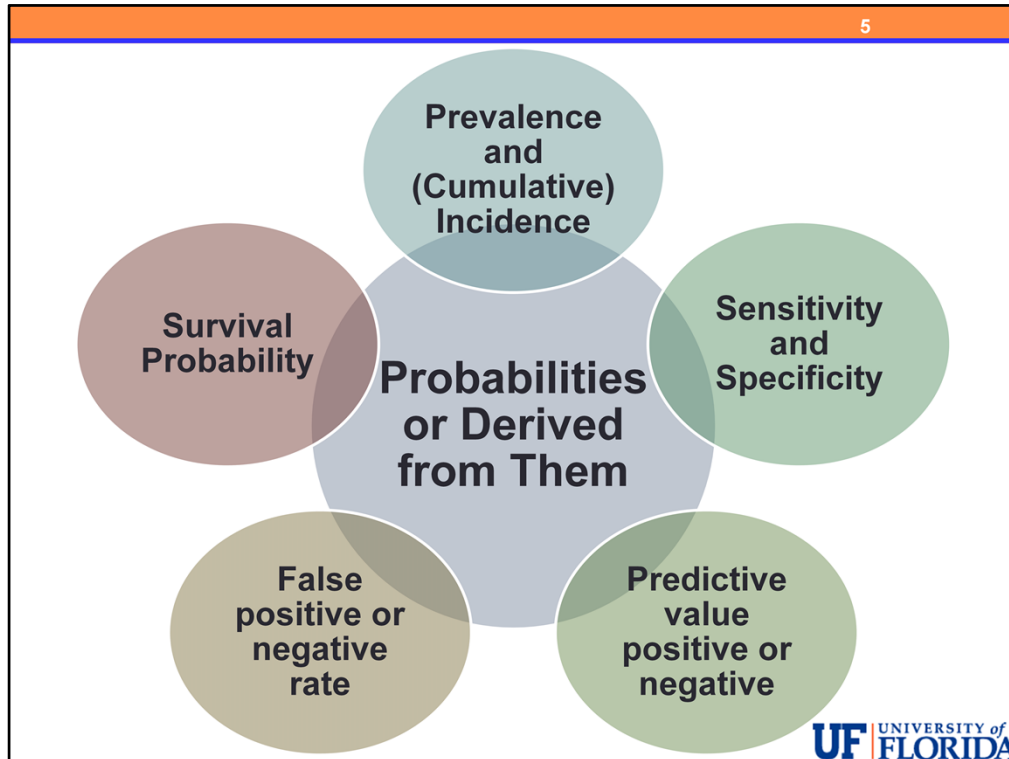 5
Prevalence
and
(Cumulative)
Incidence
Sensitivity
and
Specificity
Predictive
value
positive or
negative
False
positive or
negative
rate
Survival
Probability
Probabilities
or Derived
from Them
UF UNIVERSITY of
FLORIDA